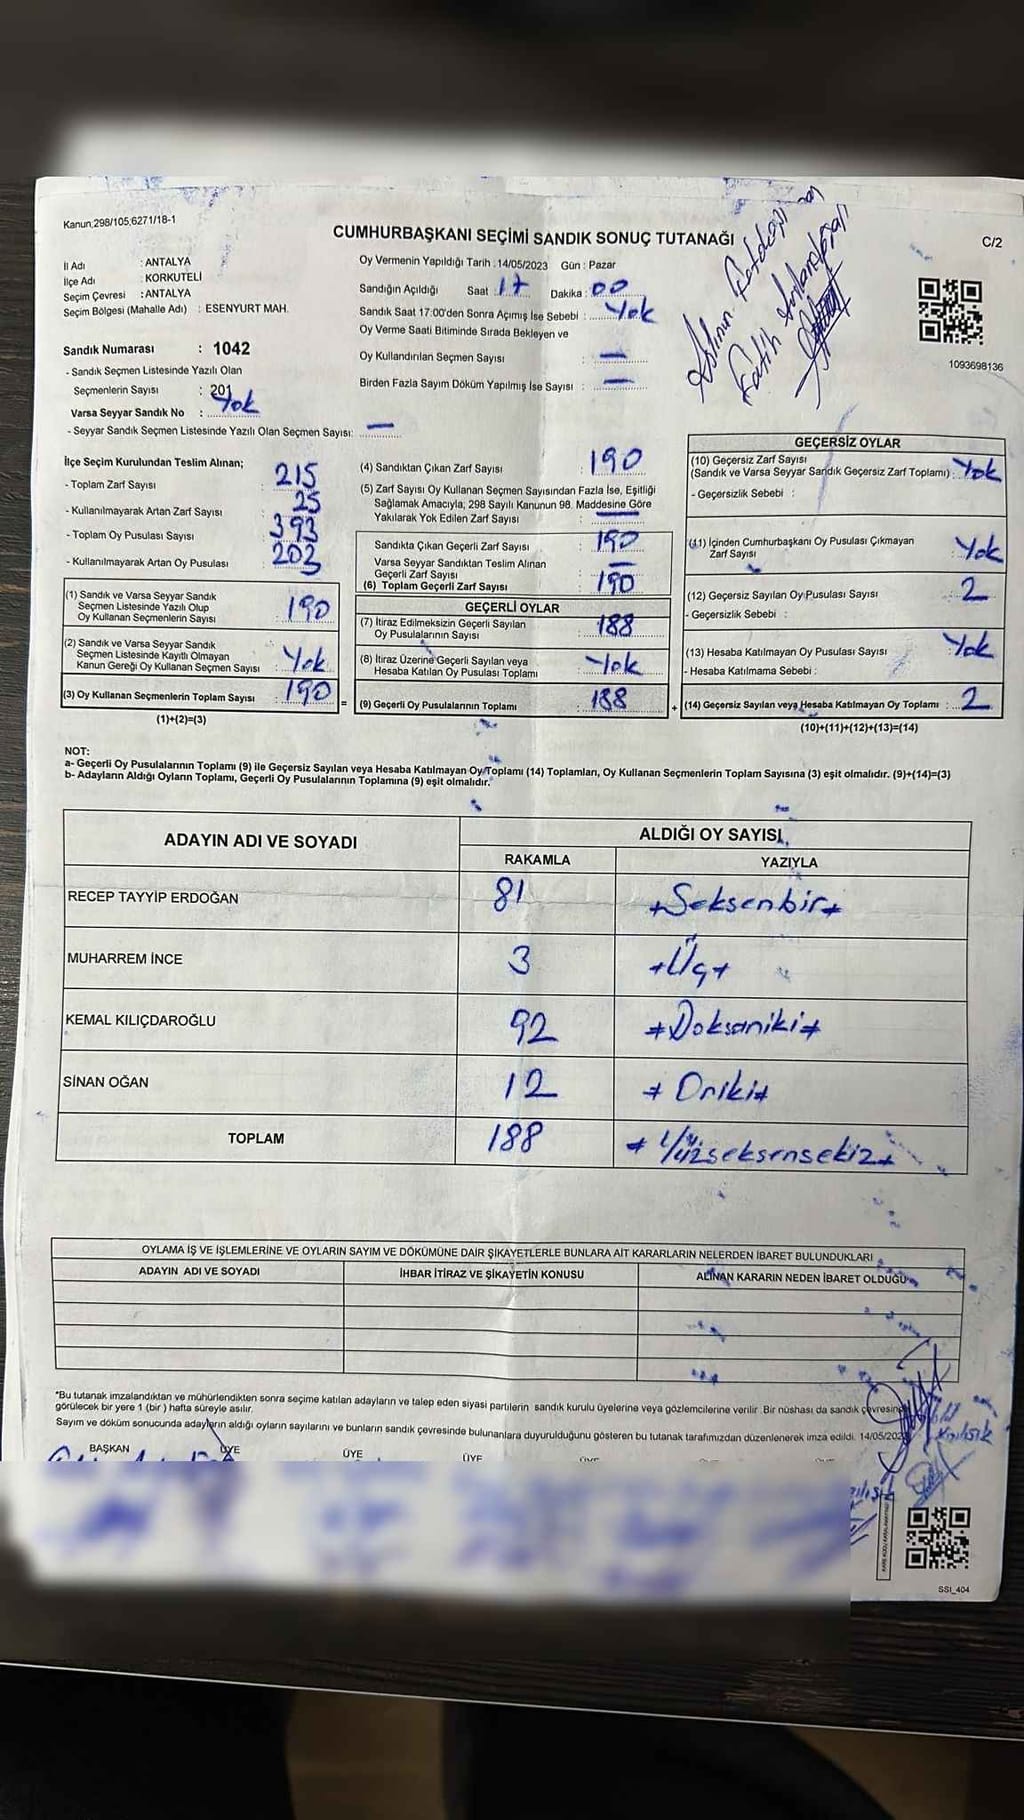 Kanun,298/105,6271/18-1
CUMHURBAŞKANI SEÇİMİ SANDIK SONUÇ TUTANAĞI
C/2
İl Adı : ANTALYA
İlçe Adı : KORKUTELİ
Seçim Çevresi : ANTALYA
Seçim Bölgesi (Mahalle Adı) : ESENYURT MAH.
Sandık Numarası : 1042
- Sandık Seçmen Listesinde Yazılı Olan
Seçmenlerin Sayısı : 201
Varsa Seyyar Sandık No : Yok
- Seyyar Sandık Seçmen Listesinde Yazılı Olan Seçmen Sayısı: —
Oy Vermenin Yapıldığı Tarih : 14/05/2023 Gün : Pazar
Sandığın Açıldığı Saat : 17 Dakika : 00
Sandık Saat 17:00'den Sonra Açımış İse Sebebi : Yok
Oy Verme Saati Bitiminde Sırada Bekleyen ve
Oy Kullandırılan Seçmen Sayısı : —
Birden Fazla Sayım Döküm Yapılmış İse Sayısı : —
Aslının
Fatih
1093698136
İlçe Seçim Kurulundan Teslim Alınan;
- Toplam Zarf Sayısı : 215
- Kullanılmayarak Artan Zarf Sayısı : 25
- Toplam Oy Pusulası Sayısı : 393
- Kullanılmayarak Artan Oy Pusulası : 203
(1) Sandık ve Varsa Seyyar Sandık
Seçmen Listesinde Yazılı Olup
Oy Kullanan Seçmenlerin Sayısı : 190
(2) Sandık ve Varsa Seyyar Sandık
Seçmen Listesinde Kayıtlı Olmayan
Kanun Gereği Oy Kullanan Seçmen Sayısı : Yok
(3) Oy Kullanan Seçmenlerin Toplam Sayısı : 190
(1)+(2)=(3)
(4) Sandıktan Çıkan Zarf Sayısı : 190
(5) Zarf Sayısı Oy Kullanan Seçmen Sayısından Fazla İse, Eşitliği
Sağlamak Amacıyla, 298 Sayılı Kanunun 98. Maddesine Göre
Yakılarak Yok Edilen Zarf Sayısı : —
Sandıkta Çıkan Geçerli Zarf Sayısı : 190
Varsa Seyyar Sandıktan Teslim Alınan
Geçerli Zarf Sayısı : —
(6) Toplam Geçerli Zarf Sayısı : 190
GEÇERLİ OYLAR
(7) İtiraz Edilmeksizin Geçerli Sayılan
Oy Pusulalarının Sayısı : 188
(8) İtiraz Üzerine Geçerli Sayılan veya
Hesaba Katılan Oy Pusulaları Toplamı : Yok
= (9) Geçerli Oy Pusulalarının Toplamı : 188
GEÇERSİZ OYLAR
(10) Geçersiz Zarf Sayısı
(Sandık ve Varsa Seyyar Sandık Geçersiz Zarf Toplamı) : Yok
- Geçersizlik Sebebi :
(11) İçinden Cumhurbaşkanı Oy Pusulası Çıkmayan
Zarf Sayısı : Yok
(12) Geçersiz Sayılan Oy Pusulası Sayısı : 2
- Geçersizlik Sebebi :
(13) Hesaba Katılmayan Oy Pusulası Sayısı : Yok
- Hesaba Katılmama Sebebi :
+ (14) Geçersiz Sayılan veya Hesaba Katılmayan Oy Toplamı : 2
(10)+(11)+(12)+(13)=(14)
NOT:
a- Geçerli Oy Pusulalarının Toplamı (9) ile Geçersiz Sayılan veya Hesaba Katılmayan Oy Toplamı (14) Toplamları, Oy Kullanan Seçmenlerin Toplam Sayısına (3) eşit olmalıdır. (9)+(14)=(3)
b- Adayların Aldığı Oyların Toplamı, Geçerli Oy Pusulalarının Toplamına (9) eşit olmalıdır.
ADAYIN ADI VE SOYADI ALDIĞI OY SAYISI
RAKAMLA YAZIYLA
RECEP TAYYİP ERDOĞAN 81 +Seksenbir+
MUHARREM İNCE 3 +Üç+
KEMAL KILIÇDAROĞLU 92 +Doksaniki+
SİNAN OĞAN 12 +Oniki+
TOPLAM 188 +Yüzseksensekiz+
OYLAMA İŞ VE İŞLEMLERİNE VE OYLARIN SAYIM VE DÖKÜMÜNE DAİR ŞİKAYETLERLE BUNLARA AİT KARARLARIN NELERDEN İBARET BULUNDUKLARI
ADAYIN ADI VE SOYADI İHBAR İTİRAZ VE ŞİKAYETİN KONUSU ALINAN KARARIN NEDEN İBARET OLDUĞU
*Bu tutanak imzalandıktan ve mühürlendikten sonra seçime katılan adayların ve talep eden siyasi partilerin sandık kurulu üyelerine veya gözlemcilerine verilir. Bir nüshası da sandık çevresinde
görülecek bir yere 1 (bir ) hafta süreyle asılır.
Sayım ve döküm sonucunda adayların aldığı oyların sayılarını ve bunların sandık çevresinde bulunanlara duyurulduğunu gösteren bu tutanak tarafımızdan düzenlenerek imza edildi. 14/05/2023
BAŞKAN ÜYE ÜYE ÜYE
SSI_404